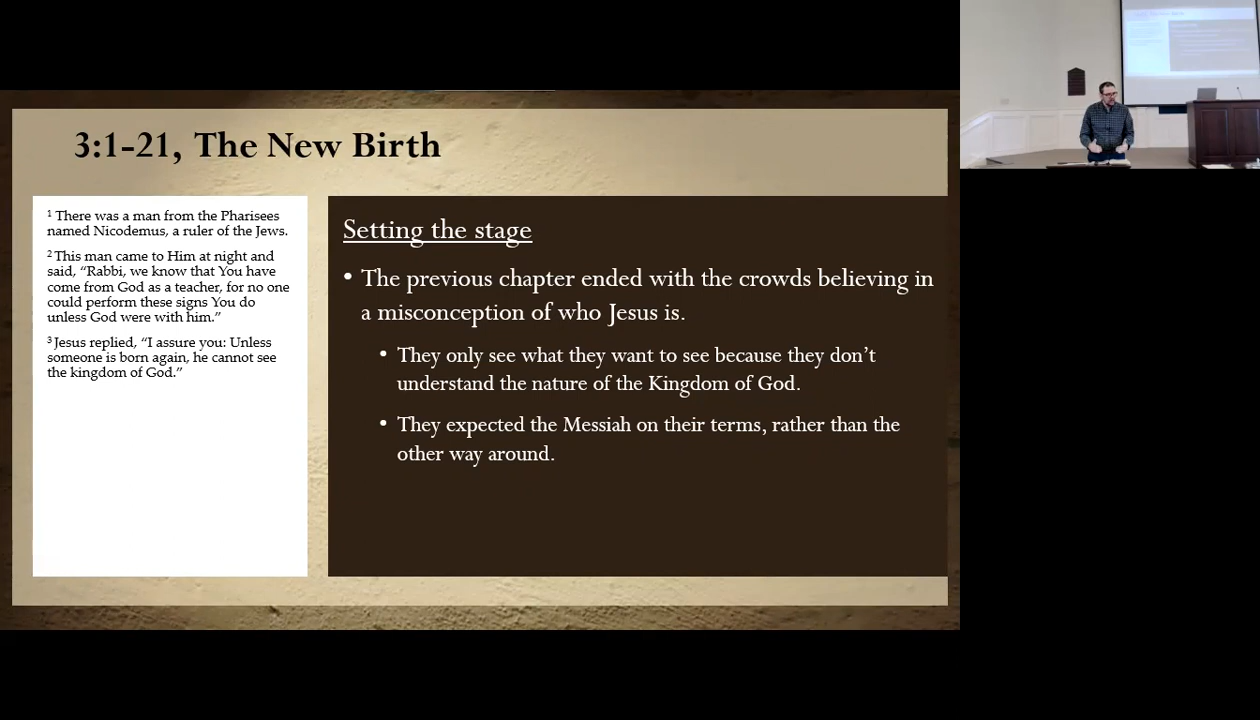 3:1-21, The New Birth
¹ There was a man from the Pharisees
named Nicodemus, a ruler of the Jews.
² This man came to Him at night and
said, “Rabbi, we know that You have
come from God as a teacher, for no one
could perform these signs You do
unless God were with him.”
³ Jesus replied, “I assure you: Unless
someone is born again, he cannot see
the kingdom of God.”
Setting the stage
• The previous chapter ended with the crowds believing in
a misconception of who Jesus is.
• They only see what they want to see because they don’t
understand the nature of the Kingdom of God.
• They expected the Messiah on their terms, rather than the
other way around.